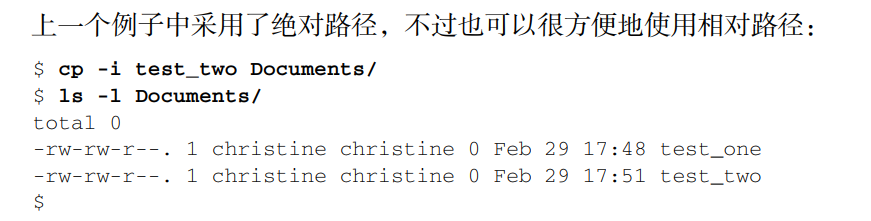 上一个例子中采用了绝对路径，不过也可以很方便地使用相对路径：
$ cp -i test_two Documents/
$ ls -l Documents/
total 0
-rw-rw-r--. 1 christine christine 0 Feb 29 17:48 test_one
-rw-rw-r--. 1 christine christine 0 Feb 29 17:51 test_two
$